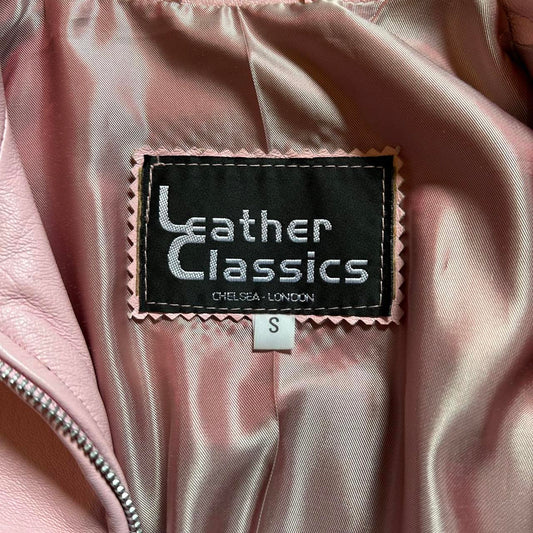 Leather
Classics
CHELSEA - LONDON
S